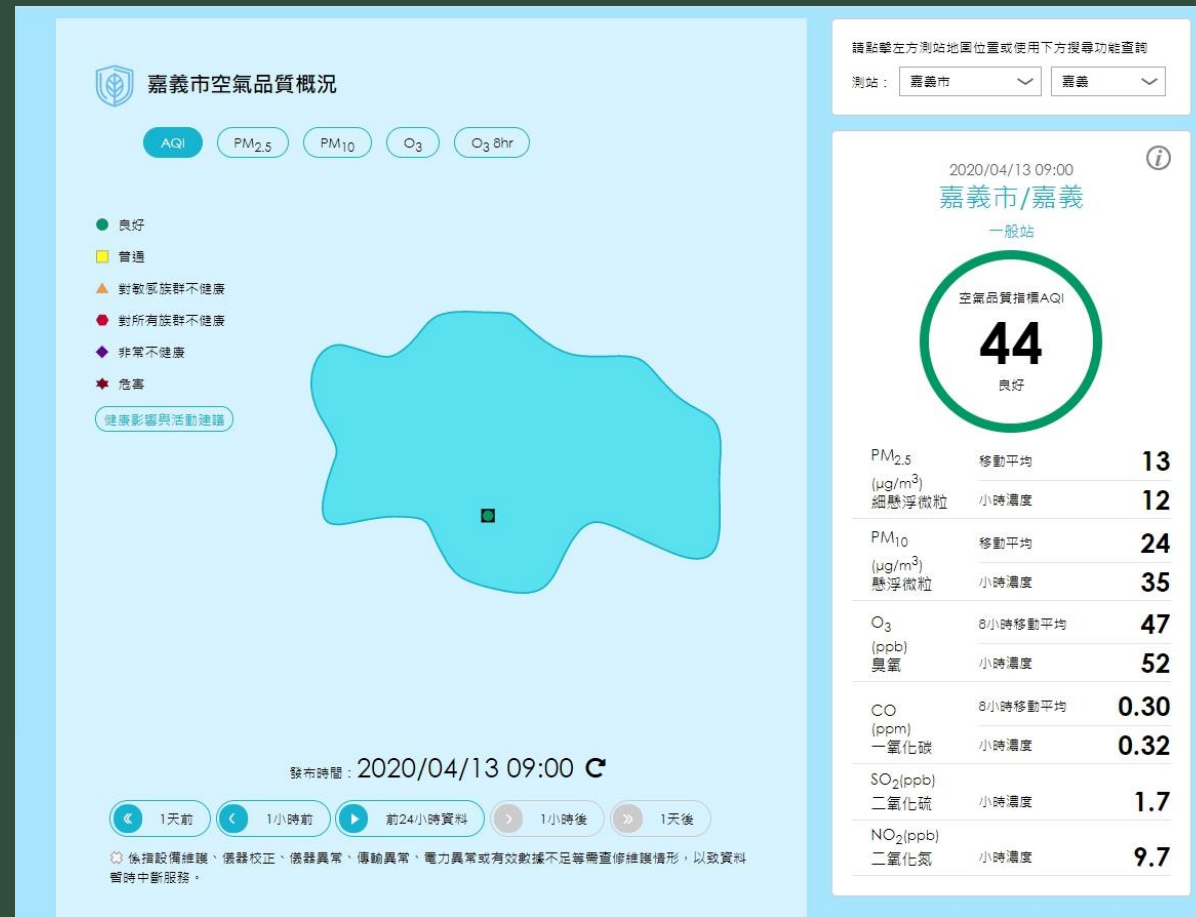 嘉義市空氣品質概況
AQI PM2.5 PM10 O3 O3 8hr
良好
普通
對敏感族群不健康
對所有族群不健康
非常不健康
危害
健康影響與活動建議
發布時間 : 2020/04/13 09:00
1天前 1小時前 前24小時資料 1小時後 1天後
係指設備維護、儀器校正、儀器異常、傳輸異常、電力異常或有效數據不足等需查修維護情形，以致資料
暫時中斷服務。
請點擊左方測站地圖位置或使用下方搜尋功能查詢
測站： 嘉義市 嘉義
2020/04/13 09:00
嘉義市/嘉義
一般站
空氣品質指標AQI
44
良好
PM2.5
(μg/m3)
細懸浮微粒
移動平均 13
小時濃度 12
PM10
(μg/m3)
懸浮微粒
移動平均 24
小時濃度 35
O3
(ppb)
臭氧
8小時移動平均 47
小時濃度 52
CO
(ppm)
一氧化碳
8小時移動平均 0.30
小時濃度 0.32
SO2(ppb)
二氧化硫
小時濃度 1.7
NO2(ppb)
二氧化氮
小時濃度 9.7